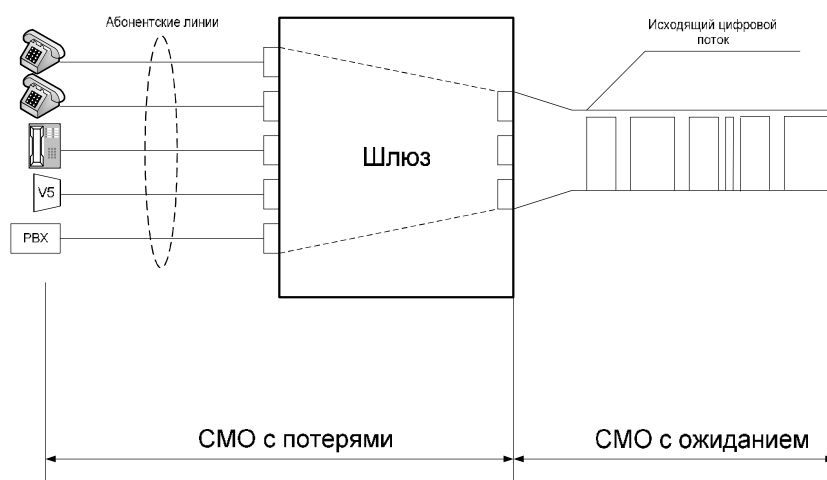 Абонентские линии
Исходящий цифровой
поток
Шлюз
V5
PBX
СМО с потерями
СМО с ожиданием